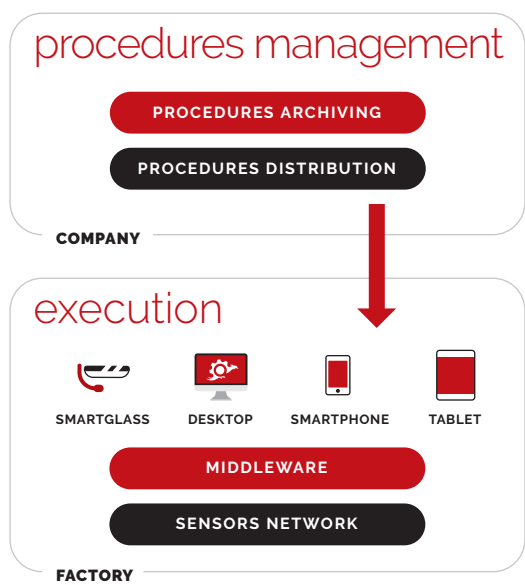 procedures management
PROCEDURES ARCHIVING
PROCEDURES DISTRIBUTION
COMPANY
execution
SMARTGLASS DESKTOP SMARTPHONE TABLET
MIDDLEWARE
SENSORS NETWORK
FACTORY